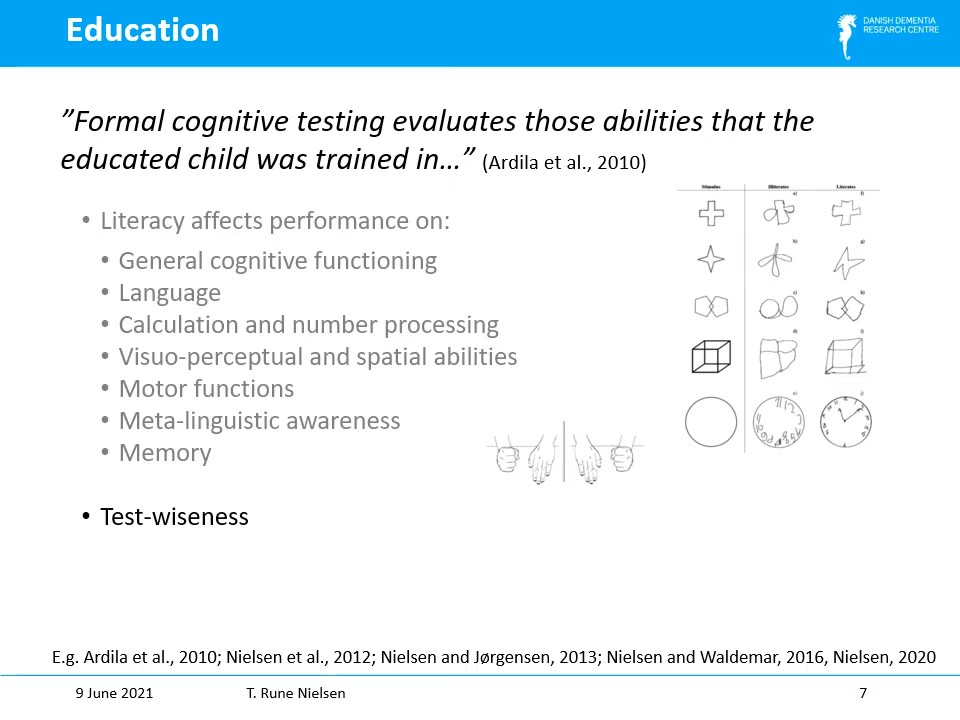 Education
DANISH DEMENTIA
RESEARCH CENTRE
”Formal cognitive testing evaluates those abilities that the
educated child was trained in…” (Ardila et al., 2010)
• Literacy affects performance on:
• General cognitive functioning
• Language
• Calculation and number processing
• Visuo-perceptual and spatial abilities
• Motor functions
• Meta-linguistic awareness
• Memory
• Test-wiseness
Stimulus Illiterates Literates
E.g. Ardila et al., 2010; Nielsen et al., 2012; Nielsen and Jørgensen, 2013; Nielsen and Waldemar, 2016, Nielsen, 2020
9 June 2021 T. Rune Nielsen 7